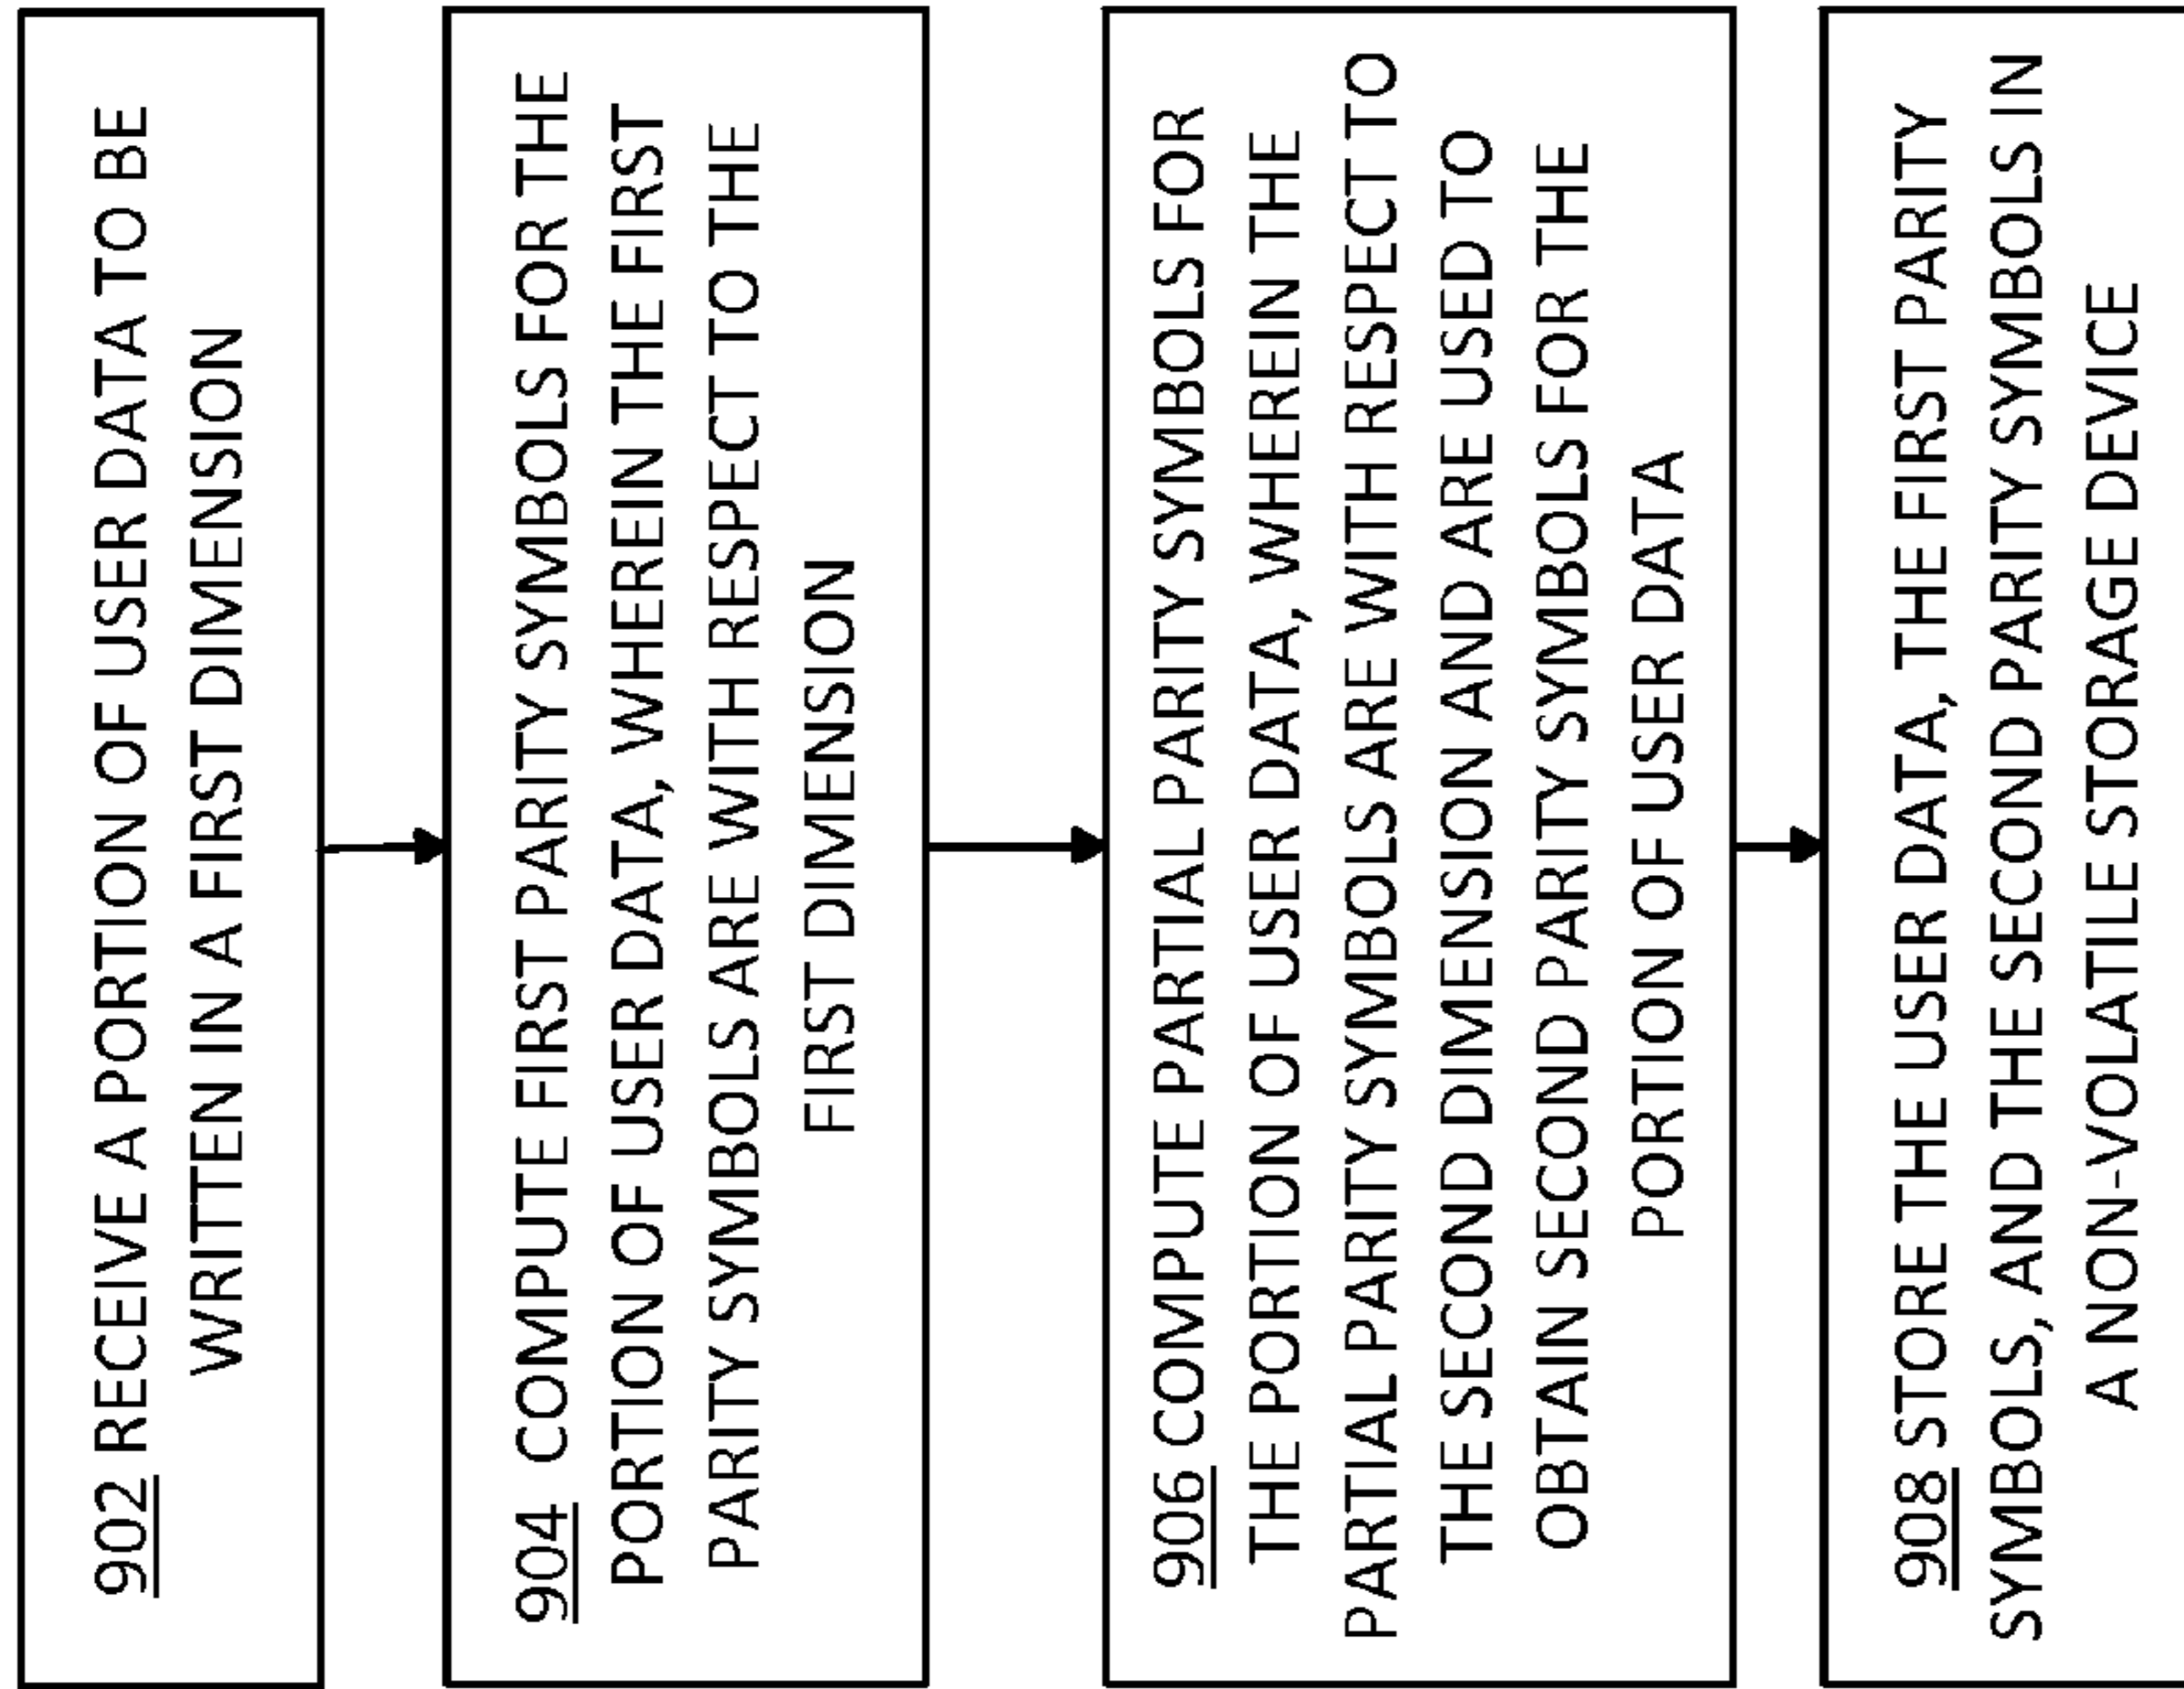 902 RECEIVE A PORTION OF USER DATA TO BE
WRITTEN IN A FIRST DIMENSION
904 COMPUTE FIRST PARITY SYMBOLS FOR THE
PORTION OF USER DATA, WHEREIN THE FIRST
PARITY SYMBOLS ARE WITH RESPECT TO THE
FIRST DIMENSION
906 COMPUTE PARTIAL PARITY SYMBOLS FOR
THE PORTION OF USER DATA, WHEREIN THE
PARTIAL PARITY SYMBOLS ARE WITH RESPECT TO
THE SECOND DIMENSION AND ARE USED TO
OBTAIN SECOND PARITY SYMBOLS FOR THE
PORTION OF USER DATA
908 STORE THE USER DATA, THE FIRST PARITY
SYMBOLS, AND THE SECOND PARITY SYMBOLS IN
A NON-VOLATILE STORAGE DEVICE